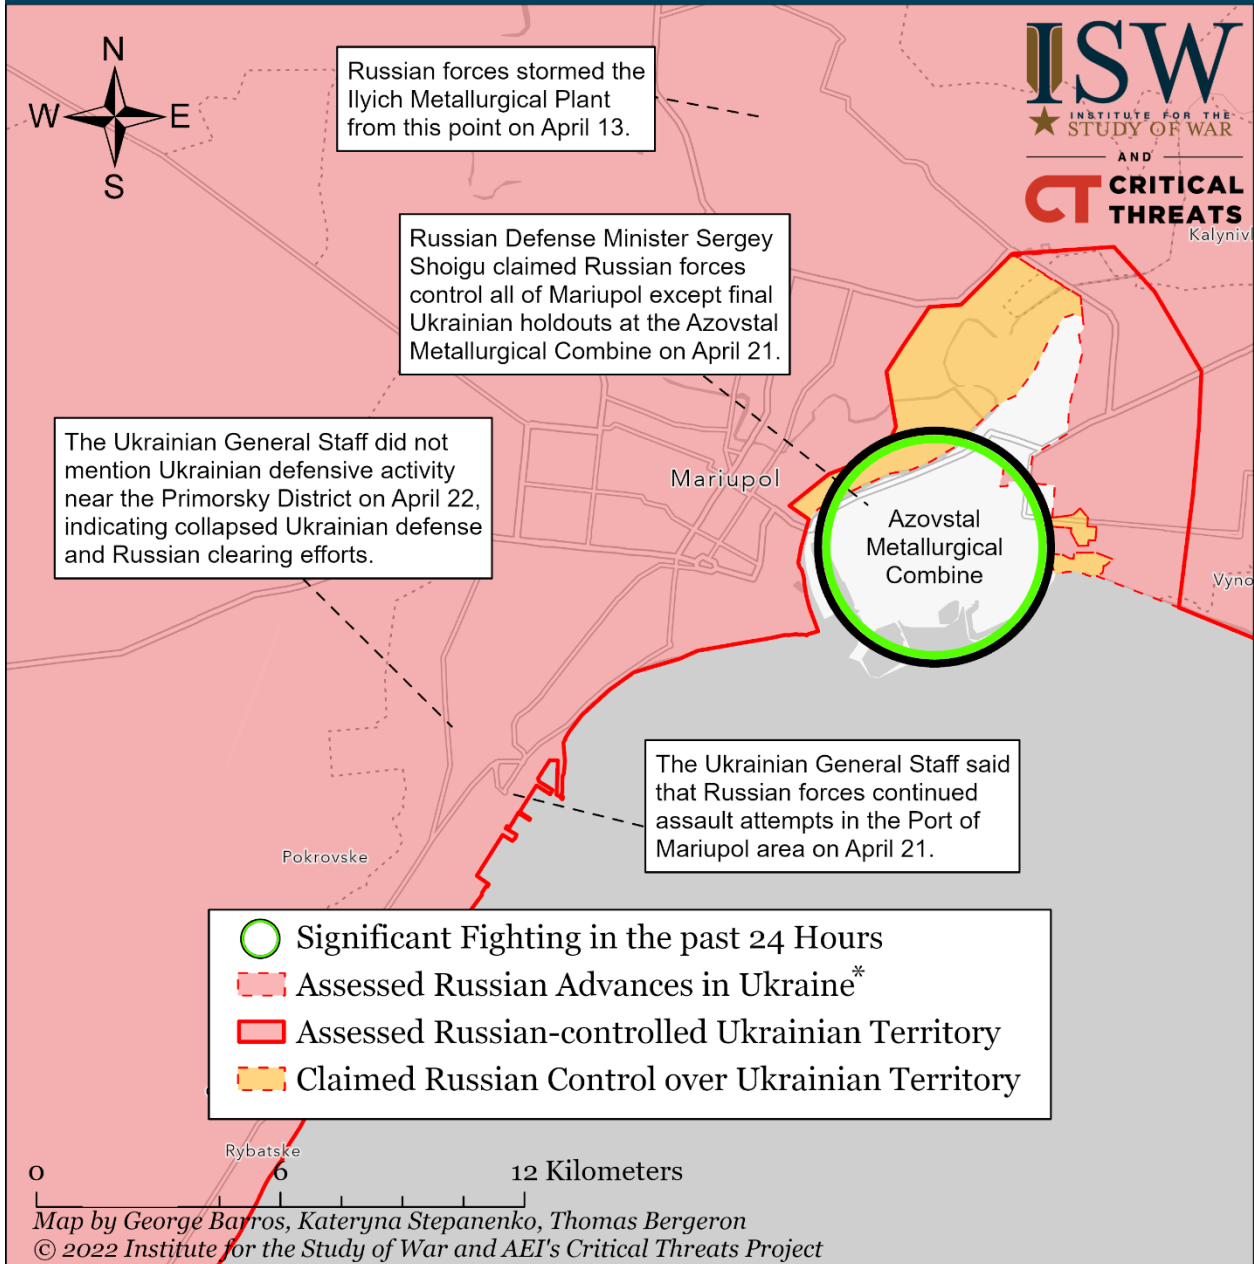 N
W
E
S
Russian forces stormed the
Ilyich Metallurgical Plant
from this point on April 13.
ISW
INSTITUTE FOR THE
STUDY OF WAR
AND
CT CRITICAL
THREATS
Kalynivk
Russian Defense Minister Sergey
Shoigu claimed Russian forces
control all of Mariupol except final
Ukrainian holdouts at the Azovstal
Metallurgical Combine on April 21.
The Ukrainian General Staff did not
mention Ukrainian defensive activity
near the Primorsky District on April 22,
indicating collapsed Ukrainian defense
and Russian clearing efforts.
Mariupol
Azovstal
Metallurgical
Combine
Vyno
The Ukrainian General Staff said
that Russian forces continued
assault attempts in the Port of
Mariupol area on April 21.
Pokrovske
Significant Fighting in the past 24 Hours
Assessed Russian Advances in Ukraine*
Assessed Russian-controlled Ukrainian Territory
Claimed Russian Control over Ukrainian Territory
Rybatske
0 6 12 Kilometers
Map by George Barros, Kateryna Stepanenko, Thomas Bergeron
© 2022 Institute for the Study of War and AEI's Critical Threats Project